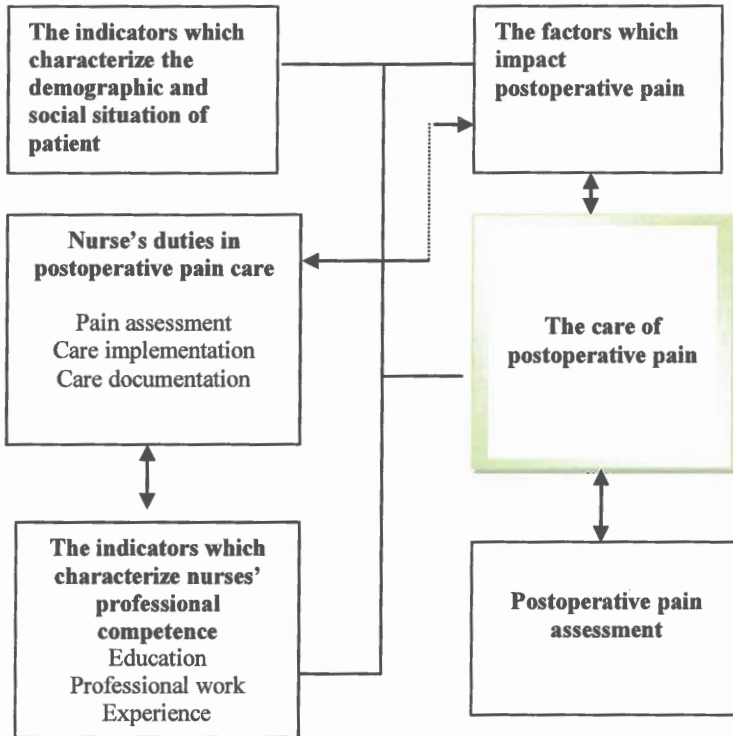 The indicators which
characterize the
demographic and
social situation of
patient
The factors which
impact
postoperative pain
Nurse's duties in
postoperative pain care
Pain assessment
Care implementation
Care documentation
The care of
postoperative pain
The indicators which
characterize nurses'
professional
competence
Education
Professional work
Experience
Postoperative pain
assessment